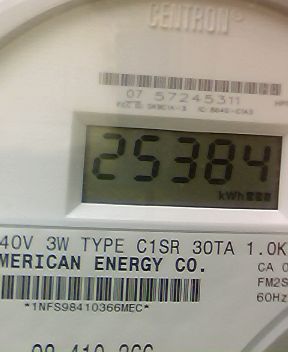 CENTRON®
07 57245311
25384
kWh
40V 3W TYPE C1SR 30TA 1.0K
MERICAN ENERGY CO.
CA 0
FM2S
60Hz
*1NFS98410366MEC*